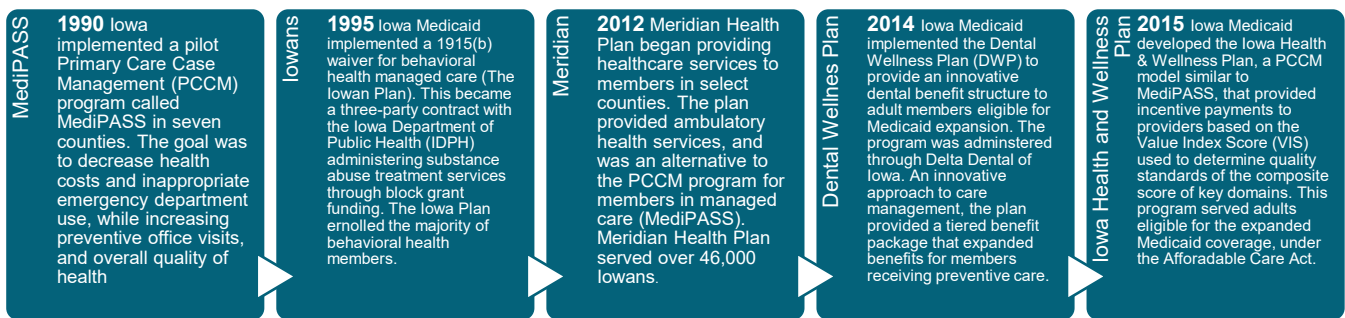 MediPASS
1990 Iowa
implemented a pilot
Primary Care Case
Management (PCCM)
program called
MediPASS in seven
counties. The goal was
to decrease health
costs and inappropriate
emergency department
use, while increasing
preventive office visits,
and overall quality of
health
Iowans
1995 Iowa Medicaid
implemented a 1915(b)
waiver for behavioral
health managed care (The
Iowan Plan). This became
a three-party contract with
the Iowa Department of
Public Health (IDPH)
administering substance
abuse treatment services
through block grant
funding. The Iowa Plan
ernolled the majority of
behavioral health
members.
Meridian
2012 Meridian Health
Plan began providing
healthcare services to
members in select
counties. The plan
provided ambulatory
health services, and
was an alternative to
the PCCM program for
members in managed
care (MediPASS).
Meridian Health Plan
served over 46,000
Iowans.
Dental Wellnes Plan
2014 Iowa Medicaid
implemented the Dental
Wellness Plan (DWP) to
provide an innovative
dental benefit structure to
adult members eligible for
Medicaid expansion. The
program was adminstered
through Delta Dental of
Iowa. An innovative
approach to care
management, the plan
provided a tiered benefit
package that expanded
benefits for members
receiving preventive care.
Iowa Health and Wellness
Plan
2015 Iowa Medicaid
developed the Iowa Health
& Wellness Plan, a PCCM
model similar to
MediPASS, that provided
incentive payments to
providers based on the
Value Index Score (VIS)
used to determine quality
standards of the composite
score of key domains. This
program served adults
eligible for the expanded
Medicaid coverage, under
the Afforadable Care Act.